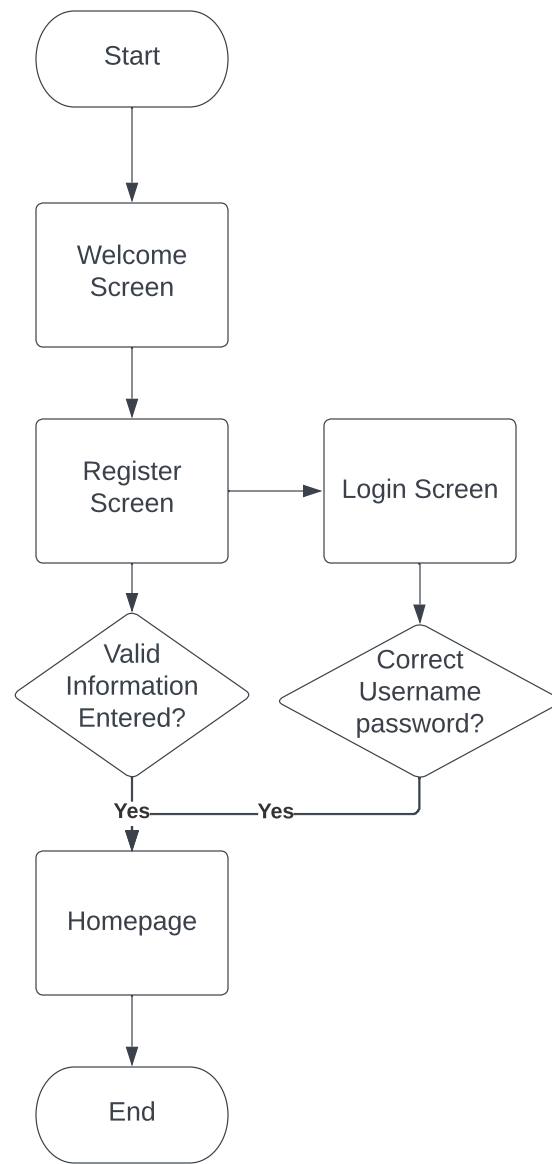 Start
Welcome
Screen
Register
Screen
Login Screen
Valid
Information
Entered?
Correct
Username
password?
Yes
Yes
Homepage
End